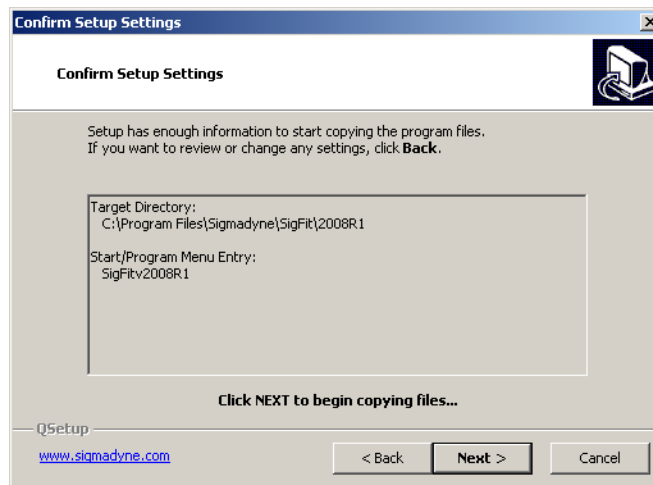 Confirm Setup Settings
Confirm Setup Settings
Setup has enough information to start copying the program files.
If you want to review or change any settings, click Back.
Target Directory:
C:\Program Files\Sigmadyne\SigFit\2008R1
Start/Program Menu Entry:
SigFitv2008R1
Click NEXT to begin copying files...
QSetup
www.sigmadyne.com
< Back
Next >
Cancel